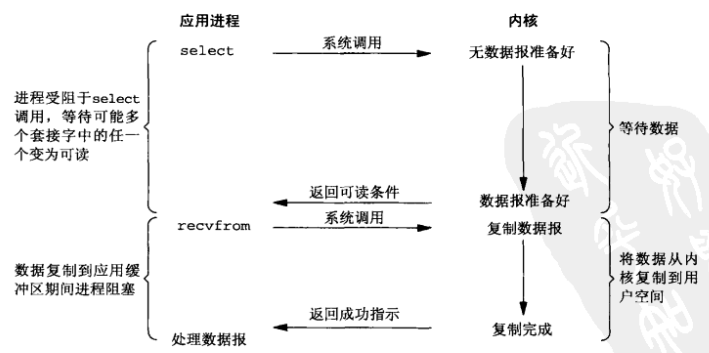 应用进程
内核
select
系统调用
无数据报准备好
进程受阻于select
调用，等待可能多
个套接字中的任一
个变为可读
等待数据
返回可读条件
数据报准备好
recvfrom
系统调用
复制数据报
数据复制到应用缓
冲区期间进程阻塞
将数据从内
核复制到用
户空间
返回成功指示
处理数据报
复制完成